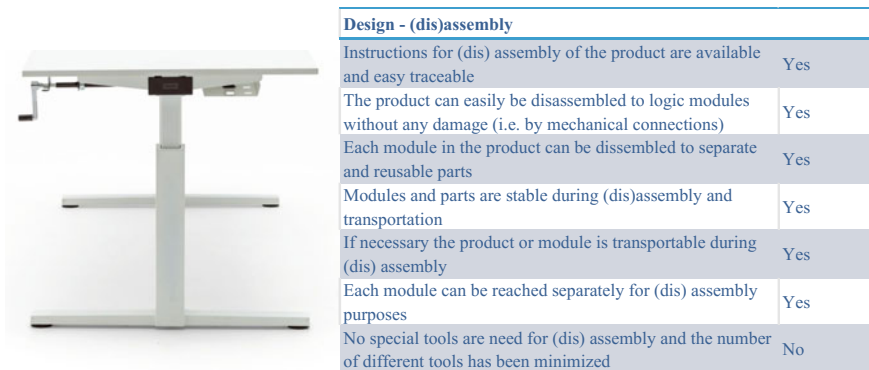 Design - (dis)assembly
Instructions for (dis) assembly of the product are available
and easy traceable
Yes
The product can easily be disassembled to logic modules
without any damage (i.e. by mechanical connections)
Yes
Each module in the product can be dissembled to separate
and reusable parts
Yes
Modules and parts are stable during (dis)assembly and
transportation
Yes
If necessary the product or module is transportable during
(dis) assembly
Yes
Each module can be reached separately for (dis) assembly
purposes
Yes
No special tools are need for (dis) assembly and the number
of different tools has been minimized
No